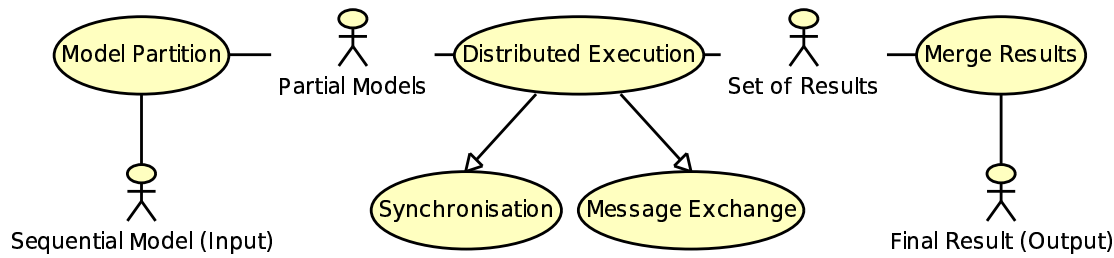 Model Partition
Distributed Execution
Merge Results
Partial Models
Set of Results
Synchronisation
Message Exchange
Sequential Model (Input)
Final Result (Output)